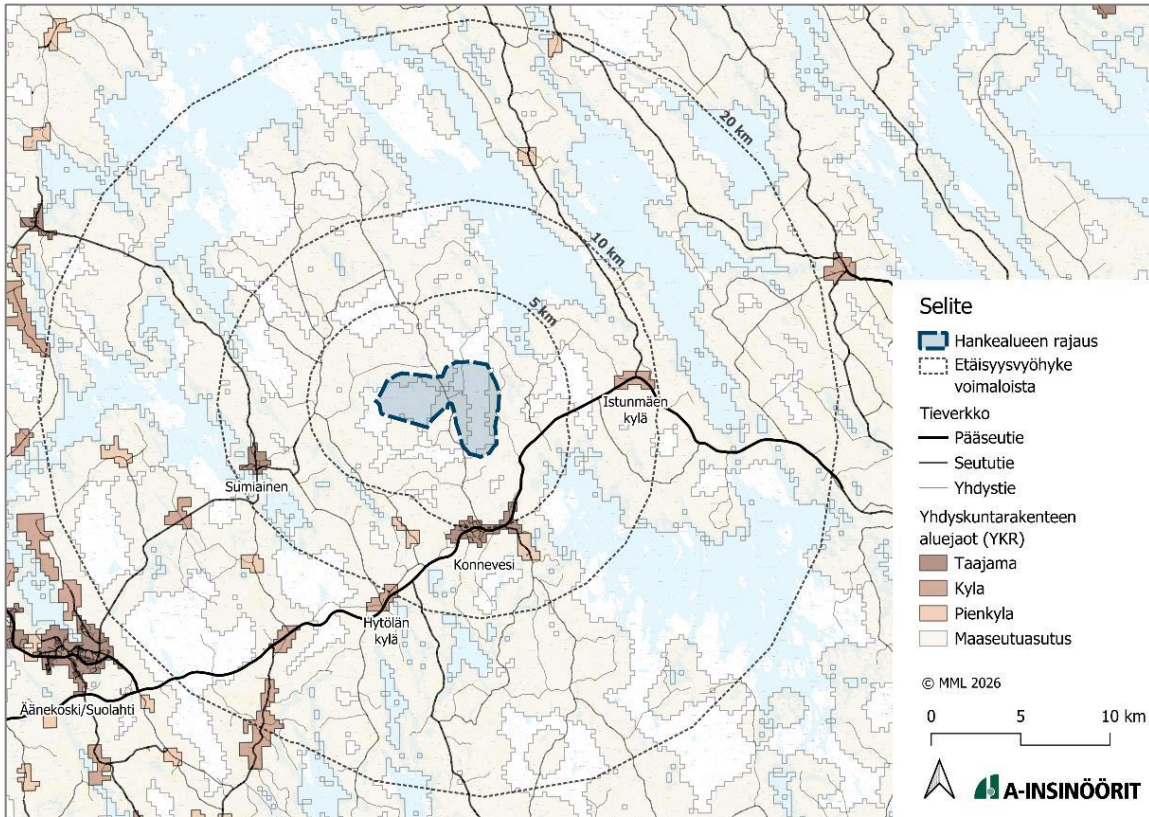 20 km
10 km
5 km
Istunmäen
kylä
Sumiainen
Konnevesi
Hytölän
kylä
Äänekoski/Suolahti
Selite
Hankealueen rajaus
Etäisyysvyöhyke
voimaloista
Tieverkko
Pääseutie
Seututie
Yhdystie
Yhdyskuntarakenteen
aluejaot (YKR)
Taajama
Kyla
Pienkyla
Maaseutuasutus
© MML 2026
0 5 10 km
A-INSINÖÖRIT